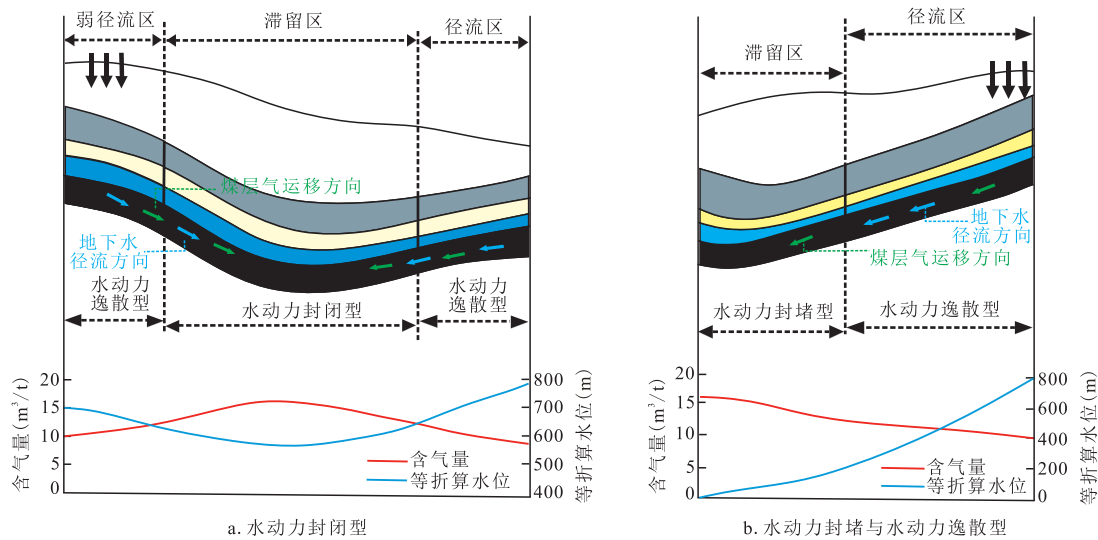 弱径流区
滞留区
径流区
煤层气运移方向
地下水
径流方向
水动力
逸散型
水动力封闭型
水动力
逸散型
含气量(m³/t)
20
15
10
5
0
800
700
600
500
400
等折算水位(m)
含气量
等折算水位
a. 水动力封闭型
径流区
滞留区
地下水
径流方向
煤层气运移方向
水动力封堵型
水动力逸散型
含气量(m³/t)
20
15
10
5
0
800
600
400
200
0
等折算水位(m)
含气量
等折算水位
b. 水动力封堵与水动力逸散型